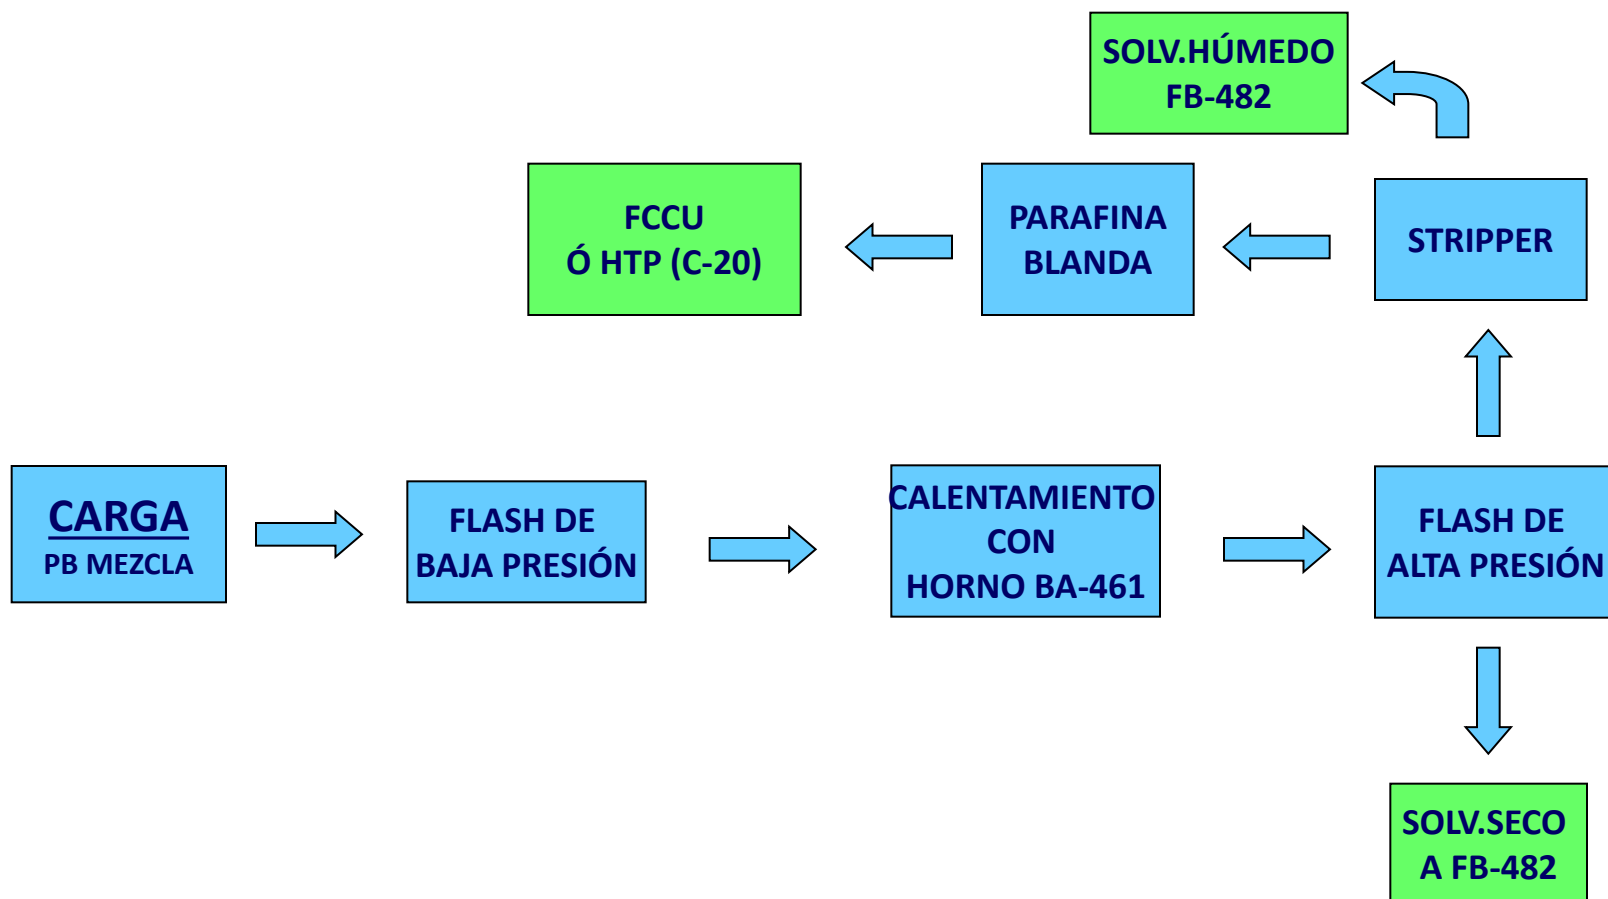 SOLV.HÚMEDO
FB-482
FCCU
Ó HTP (C-20)
PARAFINA
BLANDA
STRIPPER
CARGA
PB MEZCLA
FLASH DE
BAJA PRESIÓN
CALENTAMIENTO
CON
HORNO BA-461
FLASH DE
ALTA PRESIÓN
SOLV.SECO
A FB-482